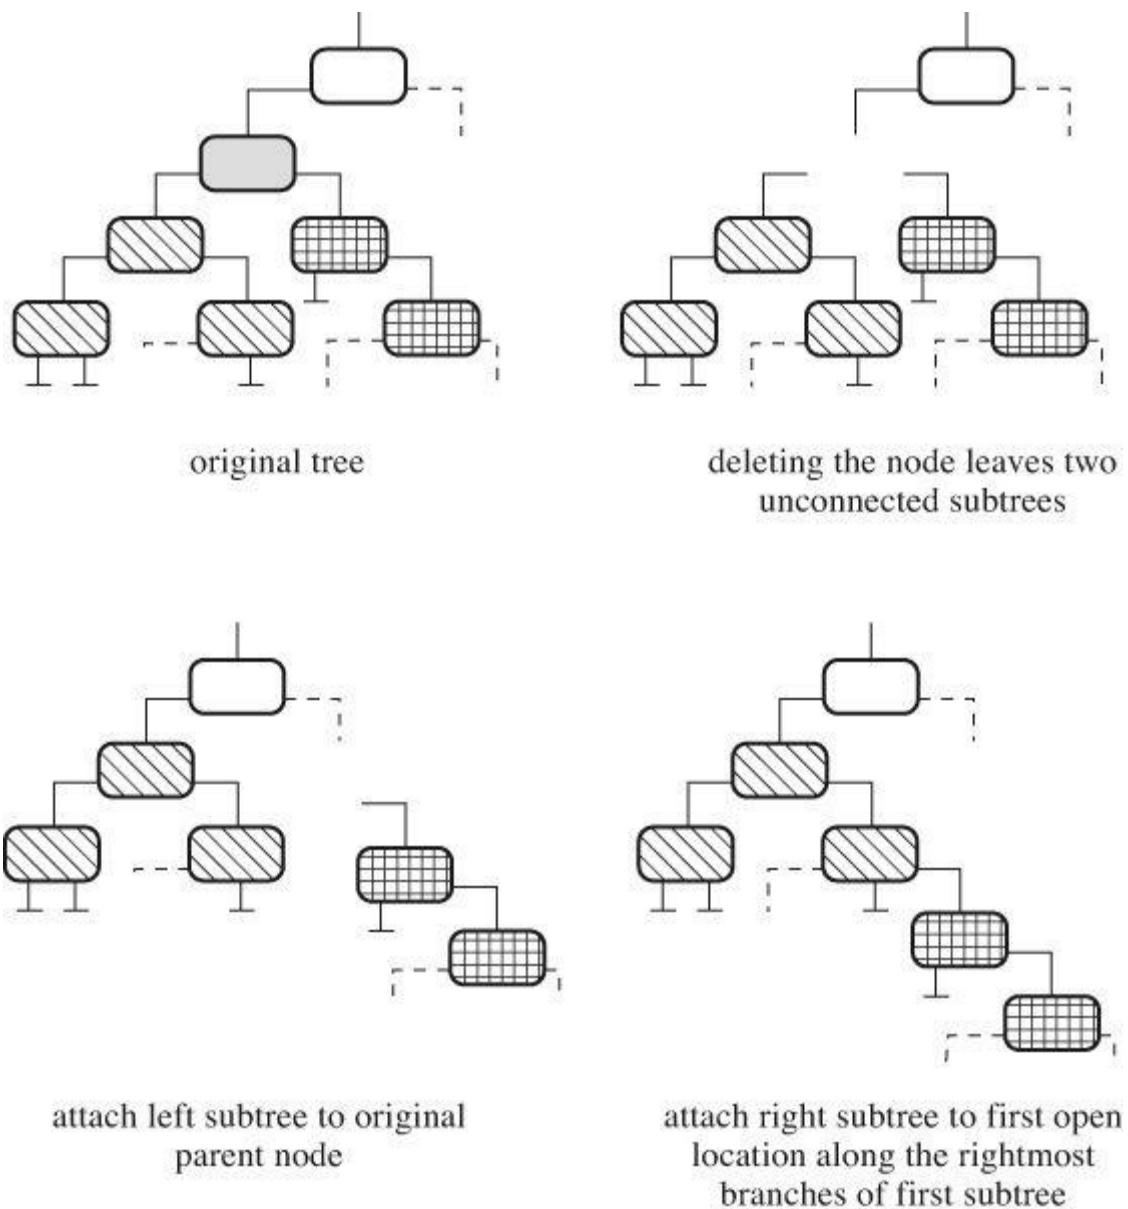 original tree
deleting the node leaves two
unconnected subtrees
attach left subtree to original
parent node
attach right subtree to first open
location along the rightmost
branches of first subtree